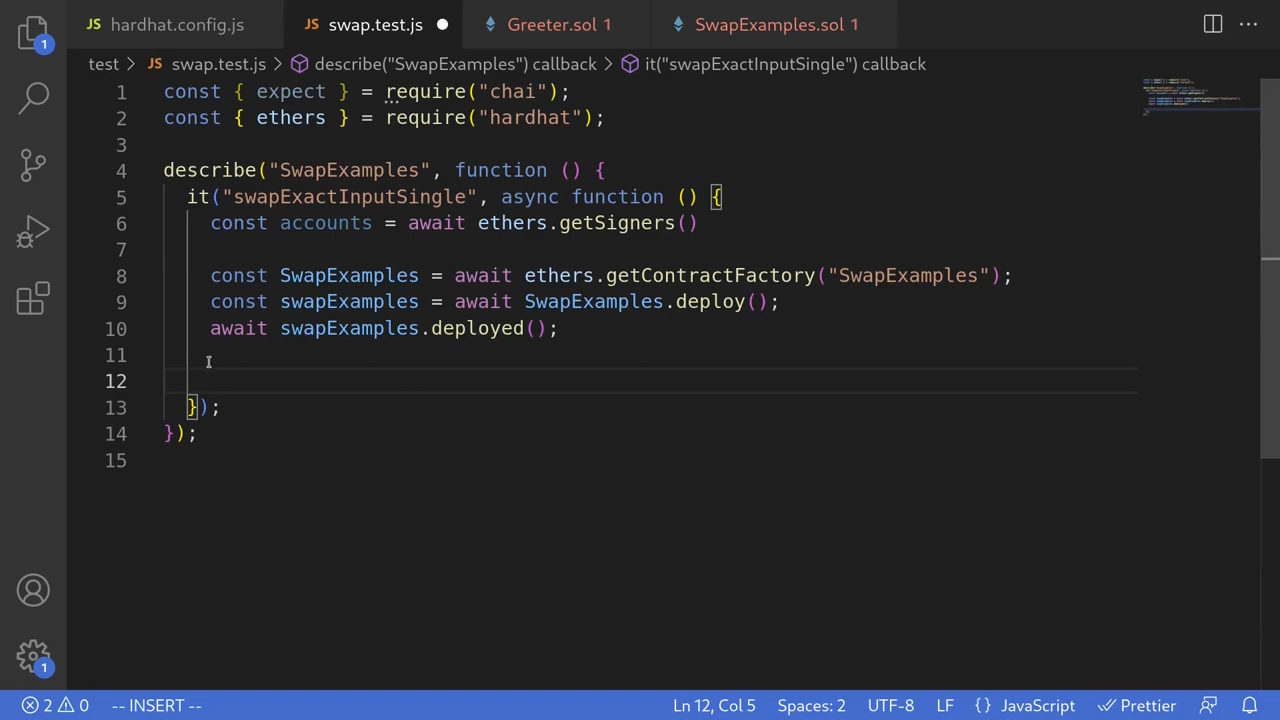 JS hardhat.config.js JS swap.test.js Greeter.sol 1 SwapExamples.sol 1
test JS swap.test.js describe("SwapExamples") callback it("swapExactInputSingle") callback
1 const { expect } = require("chai");
2 const { ethers } = require("hardhat");
3
4 describe("SwapExamples", function () {
5 it("swapExactInputSingle", async function () {
6 const accounts = await ethers.getSigners()
7
8 const SwapExamples = await ethers.getContractFactory("SwapExamples");
9 const swapExamples = await SwapExamples.deploy();
10 await swapExamples.deployed();
11
12
13 });
14 });
15
1
1
2 0 -- INSERT -- Ln 12, Col 5 Spaces: 2 UTF-8 LF {} JavaScript Prettier